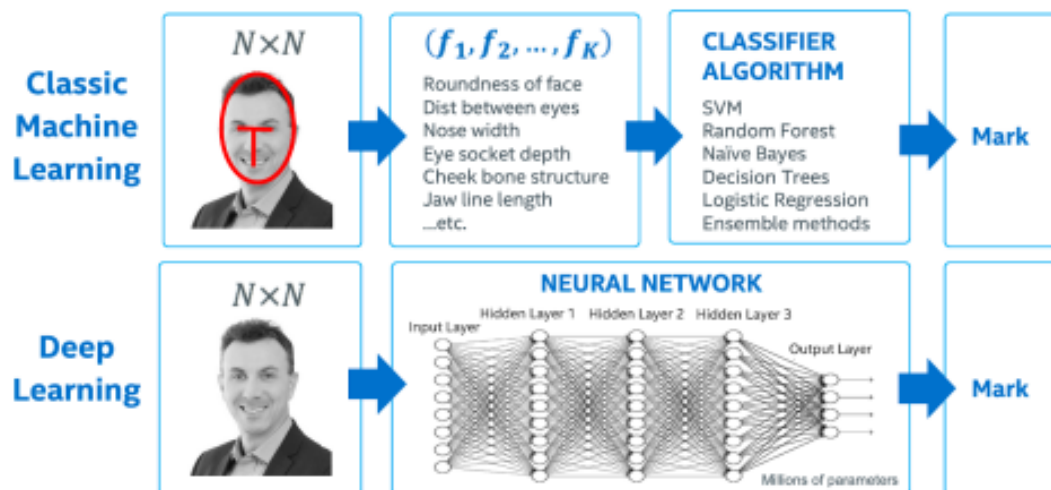 Classic
Machine
Learning
N×N
(f₁, f₂, ..., f_K)
Roundness of face
Dist between eyes
Nose width
Eye socket depth
Cheek bone structure
Jaw line length
...etc.
CLASSIFIER
ALGORITHM
SVM
Random Forest
Naïve Bayes
Decision Trees
Logistic Regression
Ensemble methods
Mark
Deep
Learning
N×N
NEURAL NETWORK
Input Layer
Hidden Layer 1
Hidden Layer 2
Hidden Layer 3
Output Layer
Millions of parameters
Mark